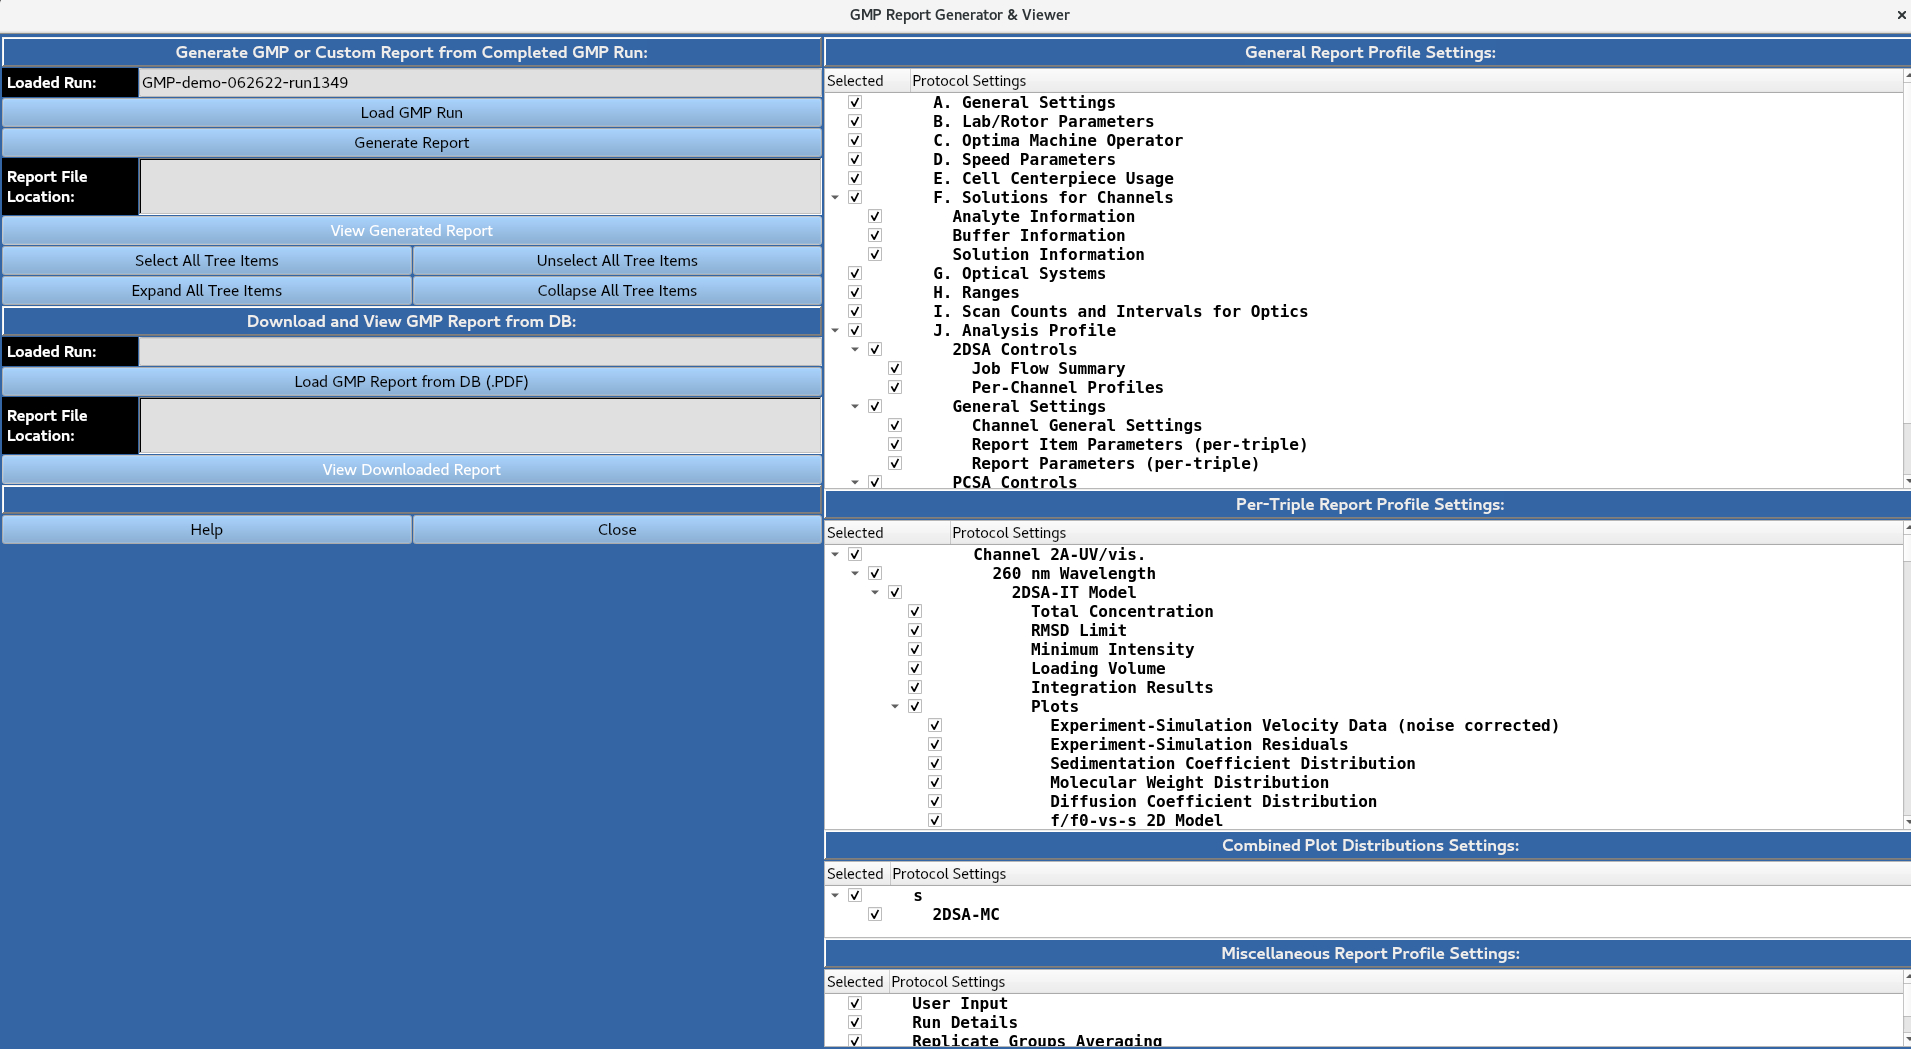 GMP Report Generator & Viewer
Generate GMP or Custom Report from Completed GMP Run:
Loaded Run:
GMP-demo-062622-run1349
Load GMP Run
Generate Report
Report File
Location:
View Generated Report
Select All Tree Items
Unselect All Tree Items
Expand All Tree Items
Collapse All Tree Items
Download and View GMP Report from DB:
Loaded Run:
Load GMP Report from DB (.PDF)
Report File
Location:
View Downloaded Report
Help
Close
General Report Profile Settings:
Selected Protocol Settings
A. General Settings
B. Lab/Rotor Parameters
C. Optima Machine Operator
D. Speed Parameters
E. Cell Centerpiece Usage
F. Solutions for Channels
Analyte Information
Buffer Information
Solution Information
G. Optical Systems
H. Ranges
I. Scan Counts and Intervals for Optics
J. Analysis Profile
2DSA Controls
Job Flow Summary
Per-Channel Profiles
General Settings
Channel General Settings
Report Item Parameters (per-triple)
Report Parameters (per-triple)
PCSA Controls
Per-Triple Report Profile Settings:
Selected Protocol Settings
Channel 2A-UV/vis.
260 nm Wavelength
2DSA-IT Model
Total Concentration
RMSD Limit
Minimum Intensity
Loading Volume
Integration Results
Plots
Experiment-Simulation Velocity Data (noise corrected)
Experiment-Simulation Residuals
Sedimentation Coefficient Distribution
Molecular Weight Distribution
Diffusion Coefficient Distribution
f/f0-vs-s 2D Model
Combined Plot Distributions Settings:
Selected Protocol Settings
s
2DSA-MC
Miscellaneous Report Profile Settings:
Selected Protocol Settings
User Input
Run Details
Replicate Groups Averaging